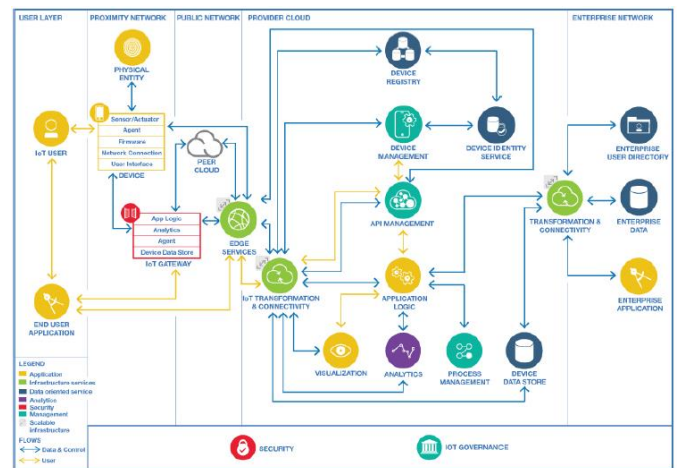 USER LAYER
PROXIMITY NETWORK
PUBLIC NETWORK
PROVIDER CLOUD
ENTERPRISE NETWORK
PHYSICAL
ENTITY
DEVICE
REGISTRY
IoT USER
Sensor/Actuator
Agent
Firmware
Network Connection
User Interface
DEVICE
PEER
CLOUD
DEVICE
MANAGEMENT
DEVICE IDENTITY
SERVICE
ENTERPRISE
USER DIRECTORY
App Logic
Analytics
Agent
Device Data Store
IoT GATEWAY
EDGE
SERVICES
API MANAGEMENT
TRANSFORMATION &
CONNECTIVITY
ENTERPRISE
DATA
END USER
APPLICATION
IoT TRANSFORMATION
& CONNECTIVITY
APPLICATION
LOGIC
ENTERPRISE
APPLICATION
VISUALIZATION
ANALYTICS
PROCESS
MANAGEMENT
DEVICE
DATA STORE
LEGEND
Application
Infrastructure services
Data oriented service
Analytics
Security
Management
Scalable
infrastructure
FLOWS
Data & Control
User
SECURITY
IOT GOVERNANCE